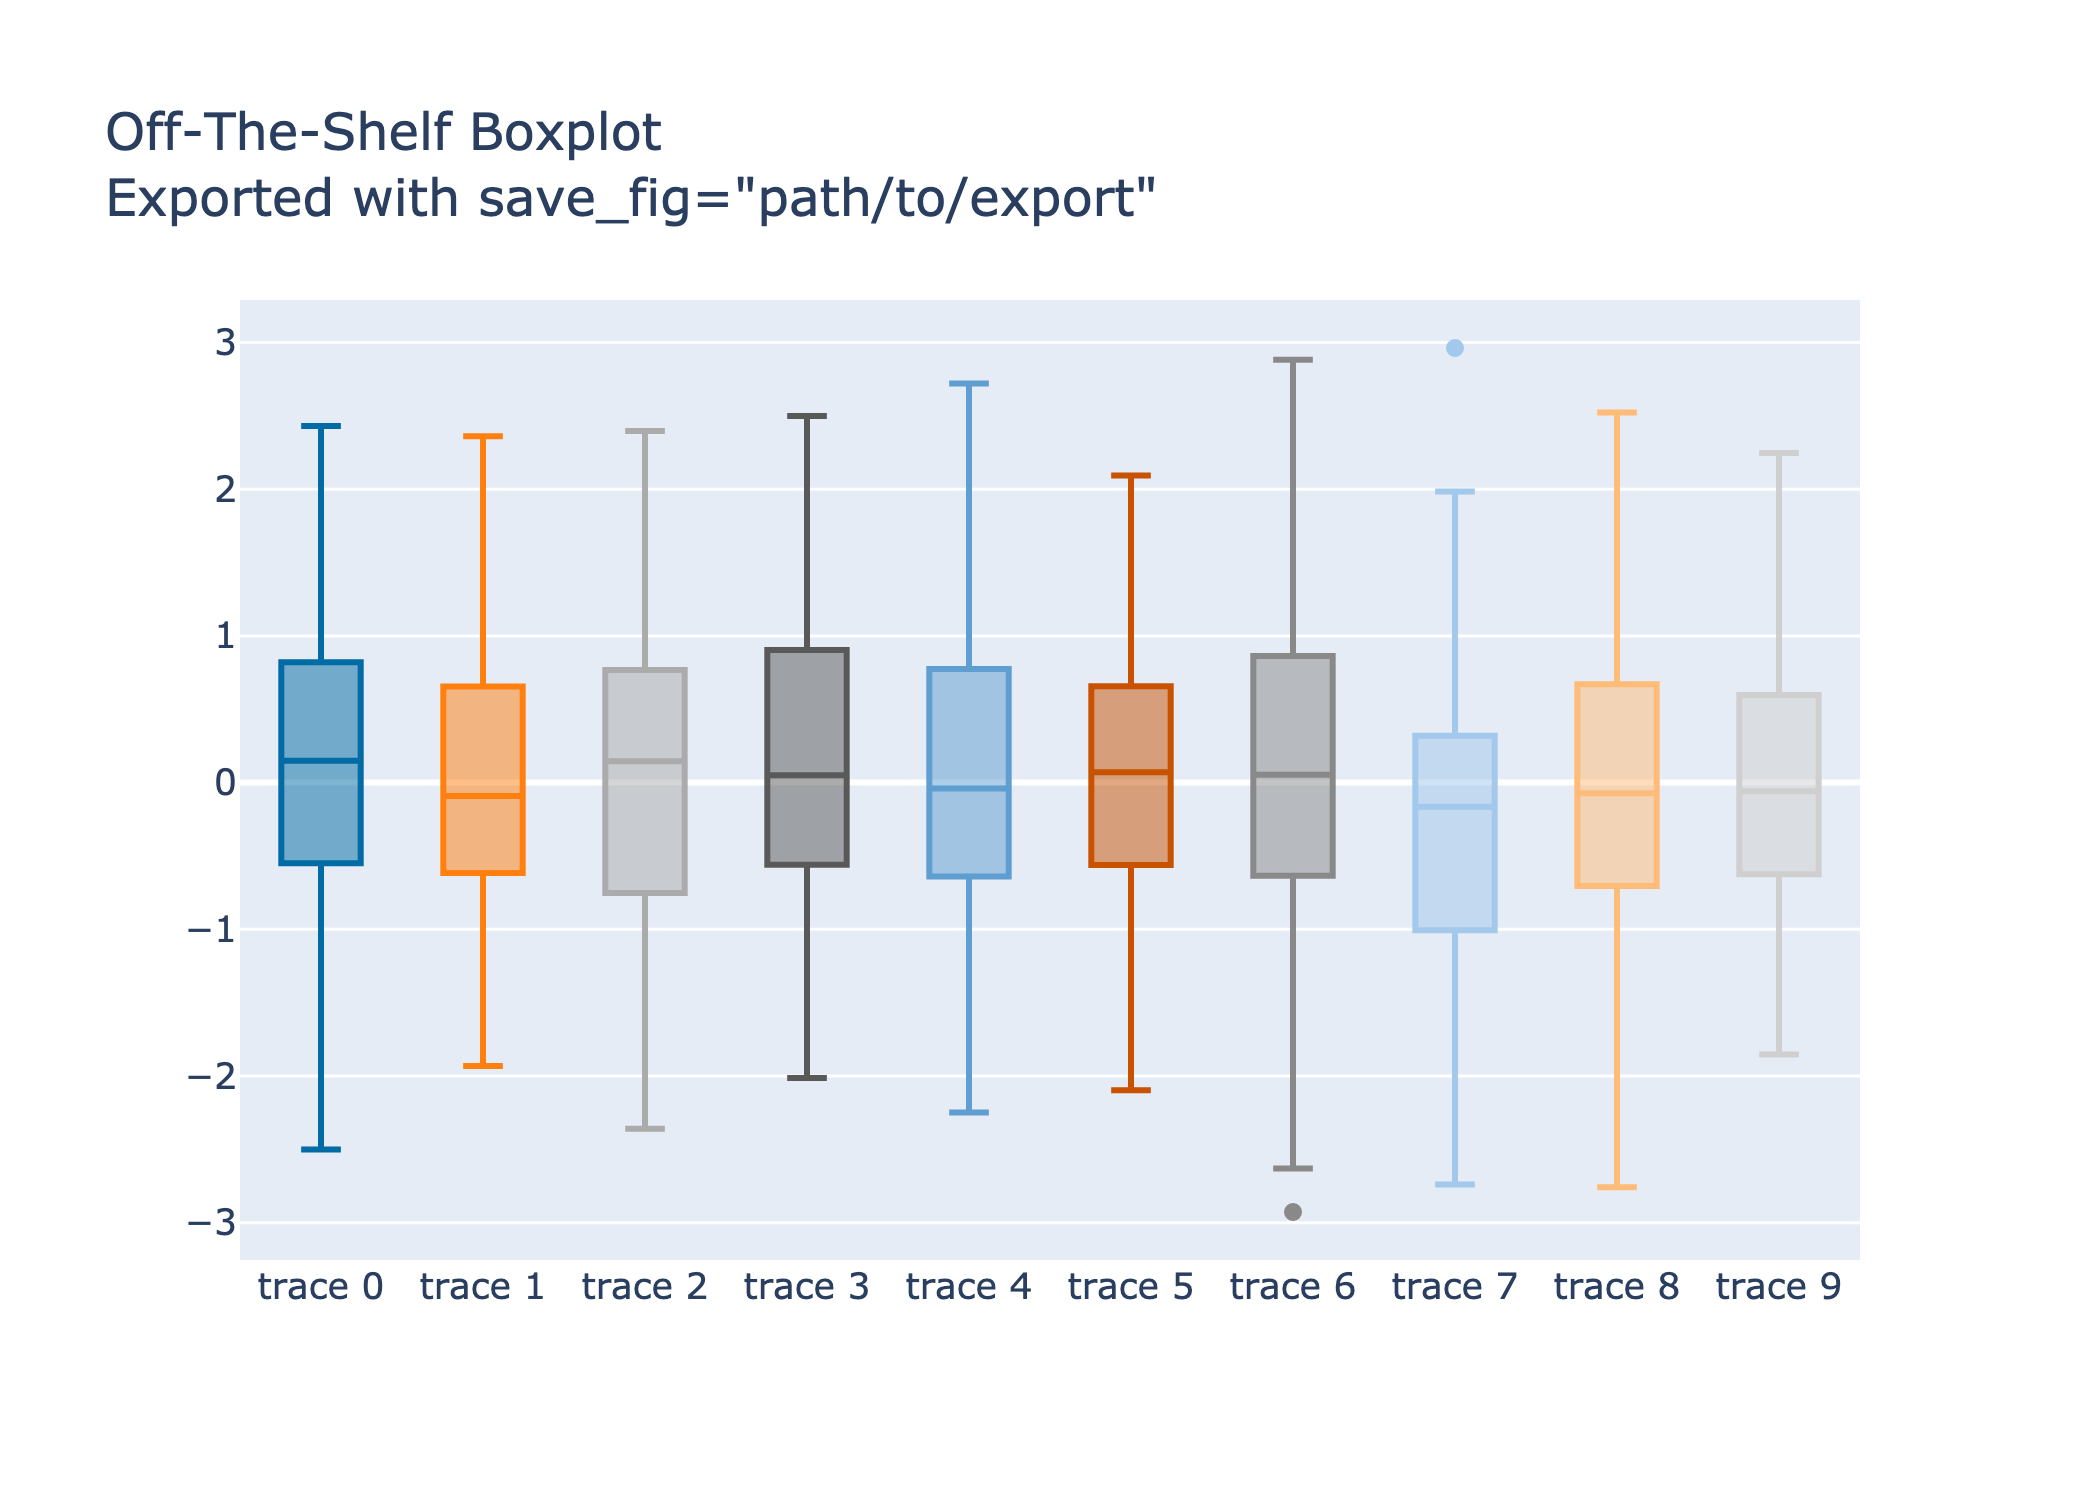 Off-The-Shelf Boxplot
Exported with save_fig="path/to/export"
3
2
1
0
−1
−2
−3
trace 0 trace 1 trace 2 trace 3 trace 4 trace 5 trace 6 trace 7 trace 8 trace 9